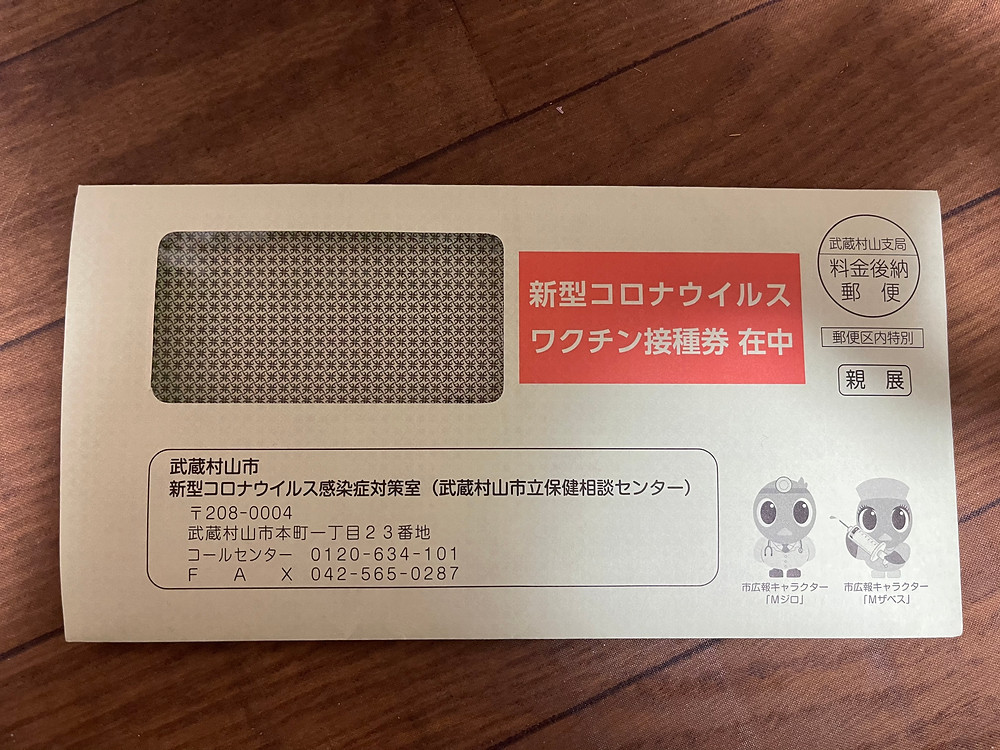 新型コロナウイルス
ワクチン接種券 在中
武蔵村山支局
料金後納
郵 便
郵便区内特別
親 展
武蔵村山市
新型コロナウイルス感染症対策室(武蔵村山市立保健相談センター)
〒208-0004
武蔵村山市本町一丁目23番地
コールセンター 0120-634-101
F A X 042-565-0287
市広報キャラクター
「Mジロ」
市広報キャラクター
「Mザベス」